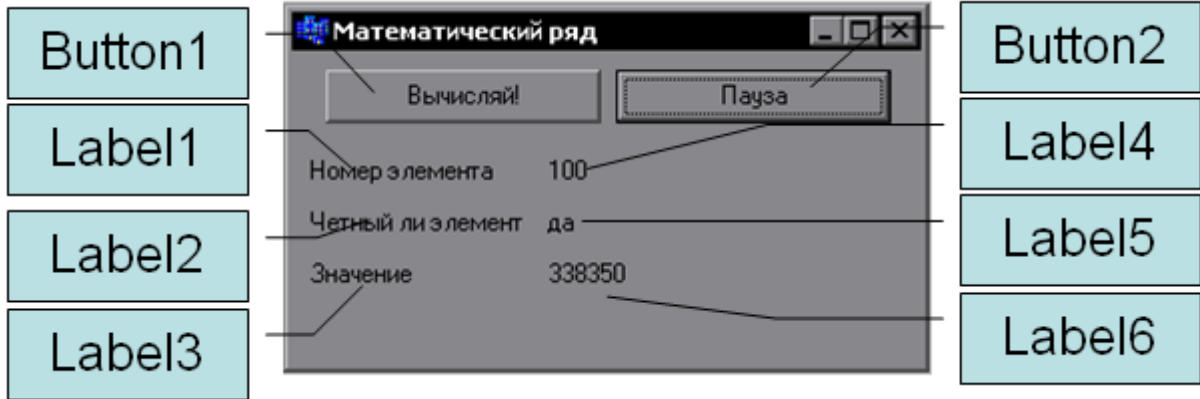 Button1
Label1
Label2
Label3
Математический ряд
Вычисляй!
Пауза
Номер элемента 100
Четный ли элемент да
Значение 338350
Button2
Label4
Label5
Label6